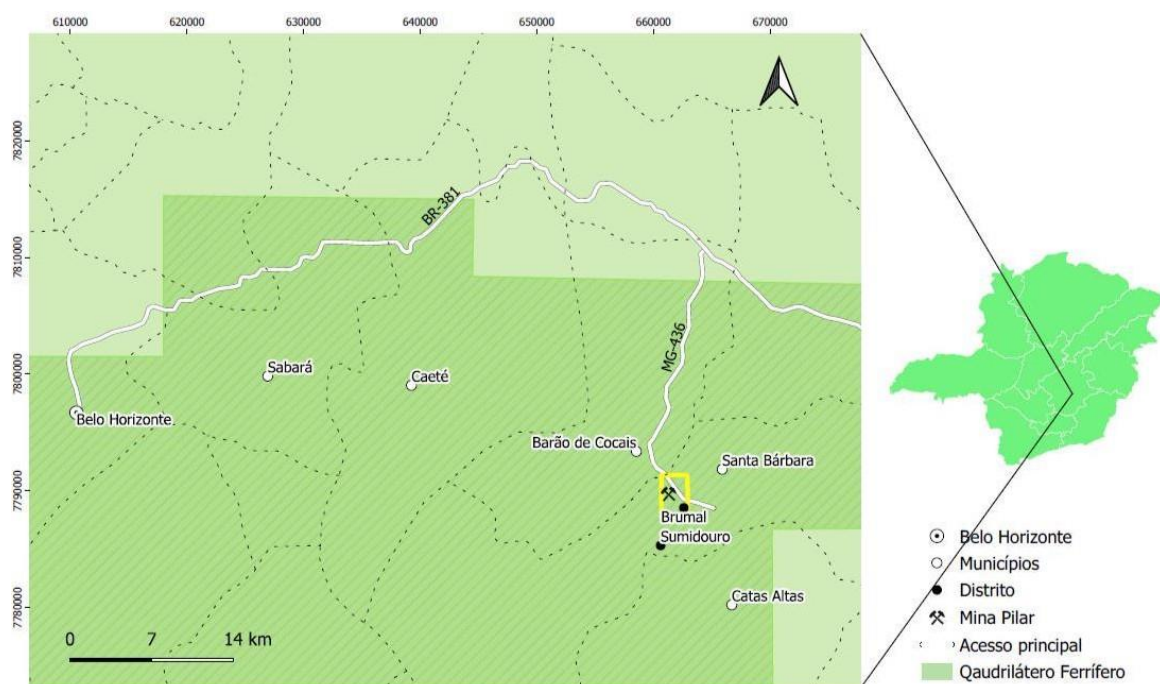 610000 620000 630000 640000 650000 660000 670000
7820000
7810000
7800000
7790000
7780000
BR-381
MG-436
Sabará
Caeté
Belo Horizonte
Barão de Cocais
Santa Bárbara
Brumal
Sumidouro
Catas Altas
0 7 14 km
Belo Horizonte
Municípios
Distrito
Mina Pilar
Acesso principal
Qaudrilátero Ferrífero